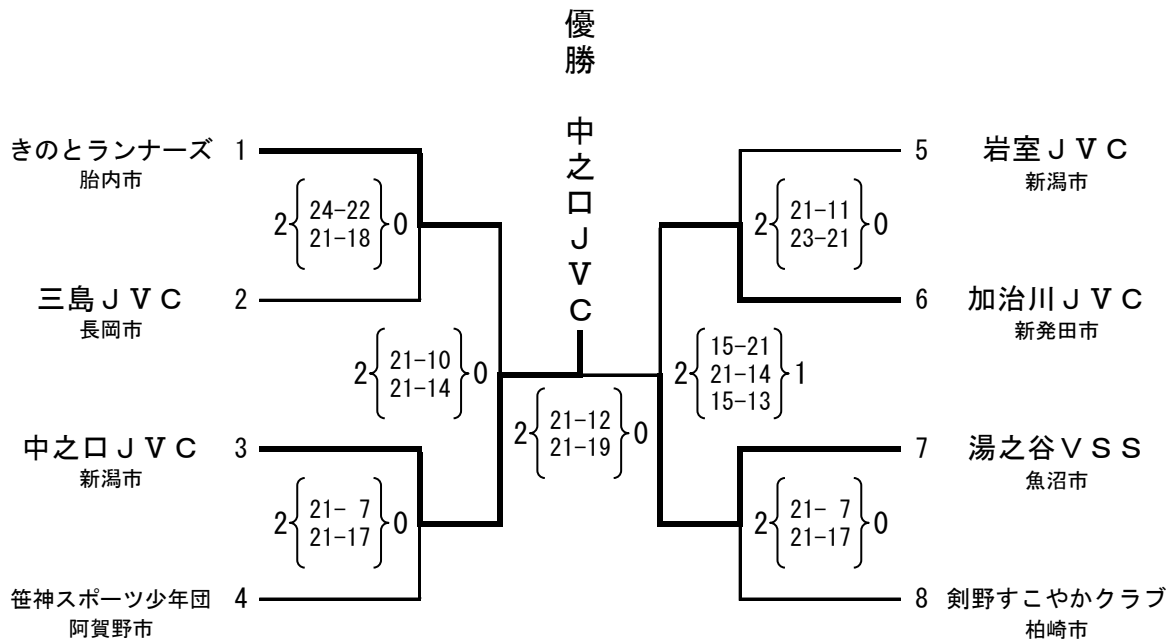 優勝 中之口ＪＶＣ
きのとランナーズ 1
胎内市
2 24-22 0
21-18
三島ＪＶＣ 2
長岡市
2 21-10 0
21-14
中之口ＪＶＣ 3
新潟市
2 21- 7 0
21-17
笹神スポーツ少年団 4
阿賀野市
2 21-12 0
21-19
5 岩室ＪＶＣ
新潟市
2 21-11 0
23-21
6 加治川ＪＶＣ
新発田市
15-21
2 21-14 1
15-13
7 湯之谷ＶＳＳ
魚沼市
2 21- 7 0
21-17
8 剣野すこやかクラブ
柏崎市